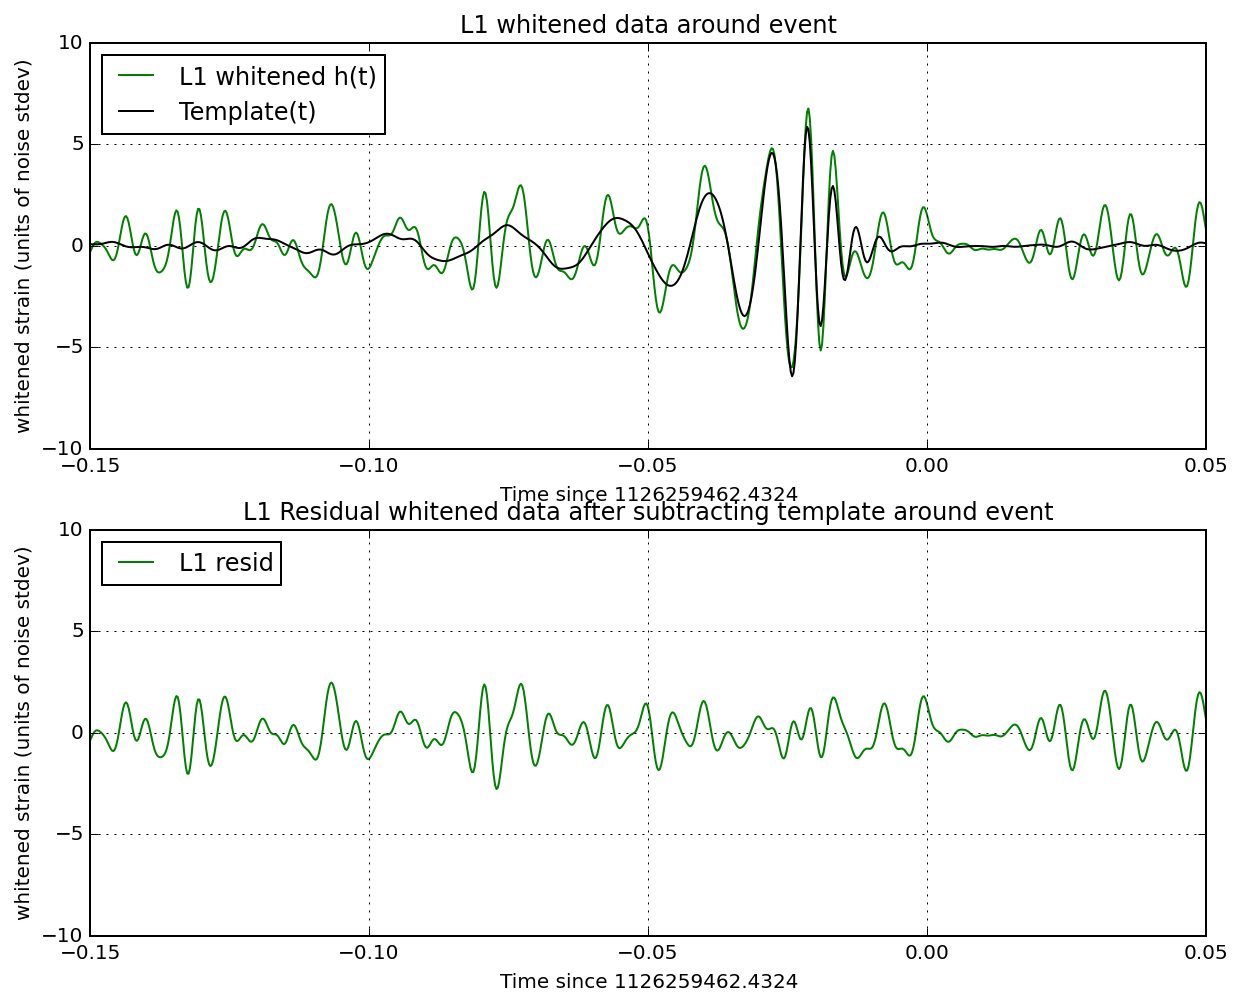 L1 whitened data around event
whitened strain (units of noise stdev)
10
5
0
−5
−10
L1 whitened h(t)
Template(t)
−0.15 −0.10 −0.05 0.00 0.05
Time since 1126259462.4324
L1 Residual whitened data after subtracting template around event
whitened strain (units of noise stdev)
10
5
0
−5
−10
L1 resid
−0.15 −0.10 −0.05 0.00 0.05
Time since 1126259462.4324